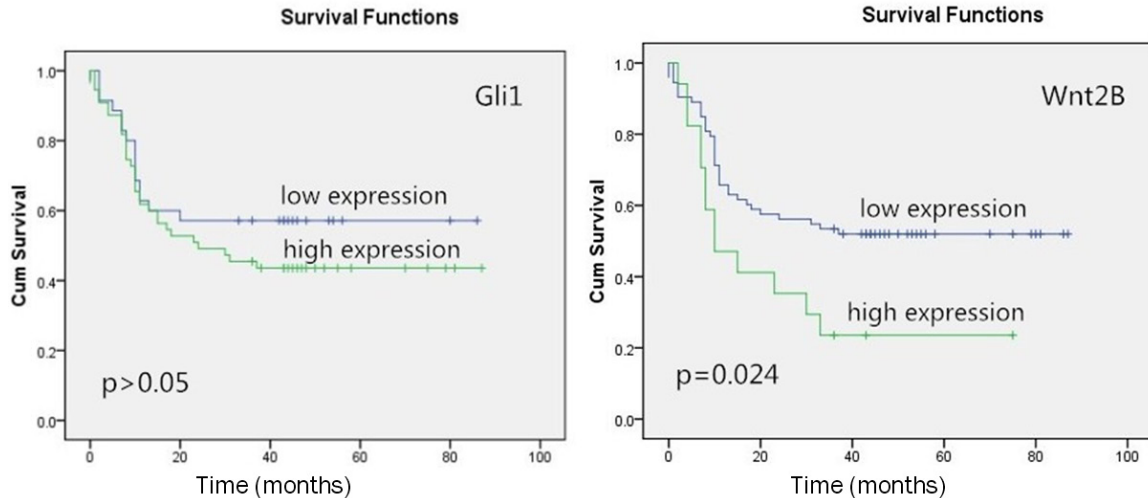 Survival Functions
Gli1
1.0
0.8
0.6
0.4
0.2
0.0
Cum Survival
low expression
high expression
p>0.05
0 20 40 60 80 100
Time (months)
Survival Functions
Wnt2B
1.0
0.8
0.6
0.4
0.2
0.0
Cum Survival
low expression
high expression
p=0.024
0 20 40 60 80 100
Time (months)